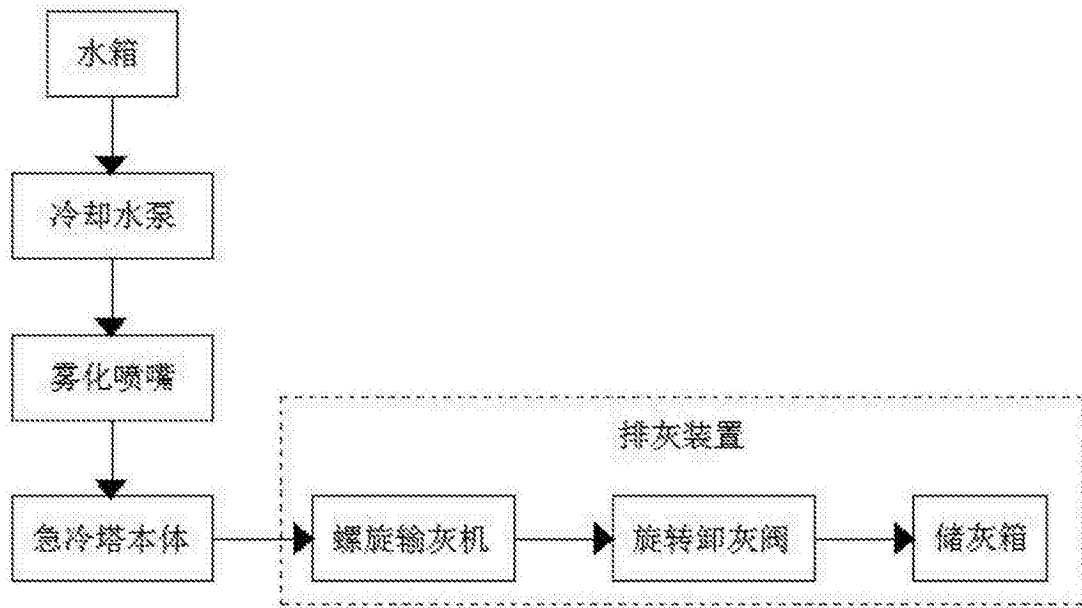 水箱
冷却水泵
雾化喷嘴
排灰装置
急冷塔本体
螺旋输灰机
旋转卸灰阀
储灰箱